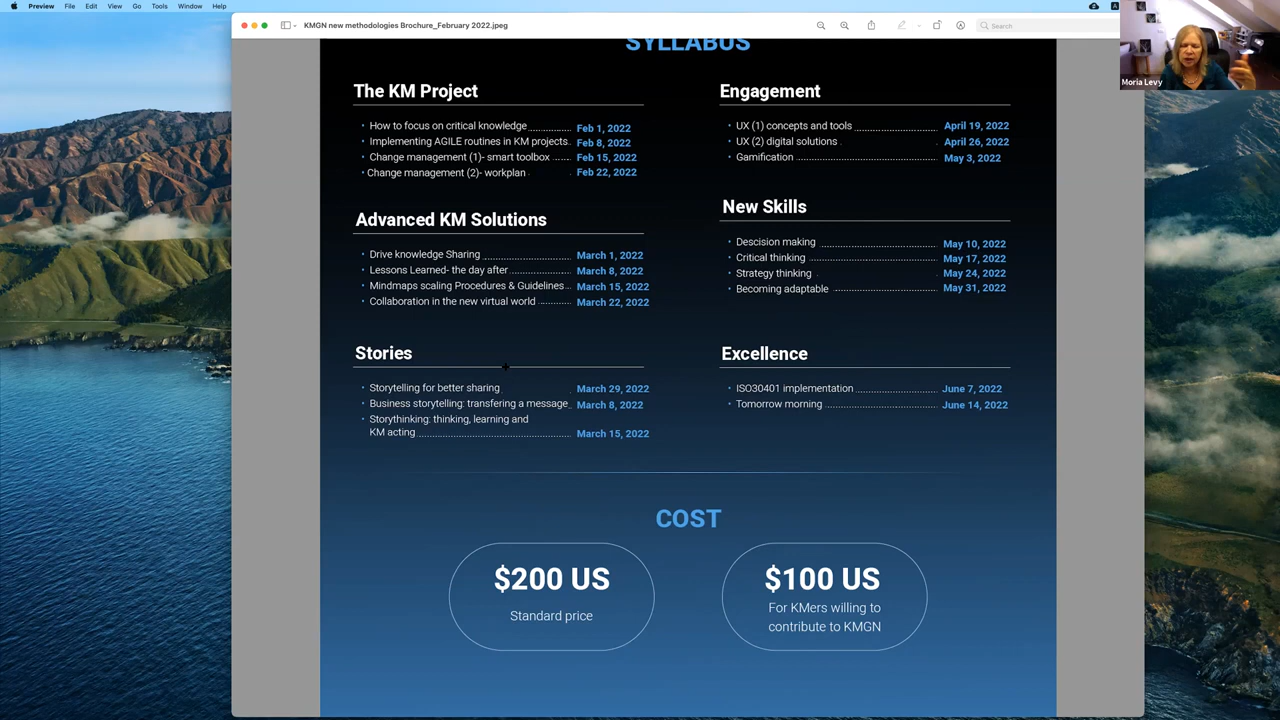 Preview File Edit View Go Tools Window Help
KMGN new methodologies Brochure_February 2022.jpeg
Search
Moria Levy
SYLLABUS
The KM Project
How to focus on critical knowledge Feb 1, 2022
Implementing AGILE routines in KM projects Feb 8, 2022
Change management (1)- smart toolbox Feb 15, 2022
Change management (2)- workplan Feb 22, 2022
Advanced KM Solutions
Drive knowledge Sharing March 1, 2022
Lessons Learned- the day after March 8, 2022
Mindmaps scaling Procedures & Guidelines March 15, 2022
Collaboration in the new virtual world March 22, 2022
Stories
Storytelling for better sharing March 29, 2022
Business storytelling: transfering a message March 8, 2022
Storythinking: thinking, learning and
KM acting March 15, 2022
Engagement
UX (1) concepts and tools April 19, 2022
UX (2) digital solutions April 26, 2022
Gamification May 3, 2022
New Skills
Descision making May 10, 2022
Critical thinking May 17, 2022
Strategy thinking May 24, 2022
Becoming adaptable May 31, 2022
Excellence
ISO30401 implementation June 7, 2022
Tomorrow morning June 14, 2022
COST
$200 US
Standard price
$100 US
For KMers willing to
contribute to KMGN